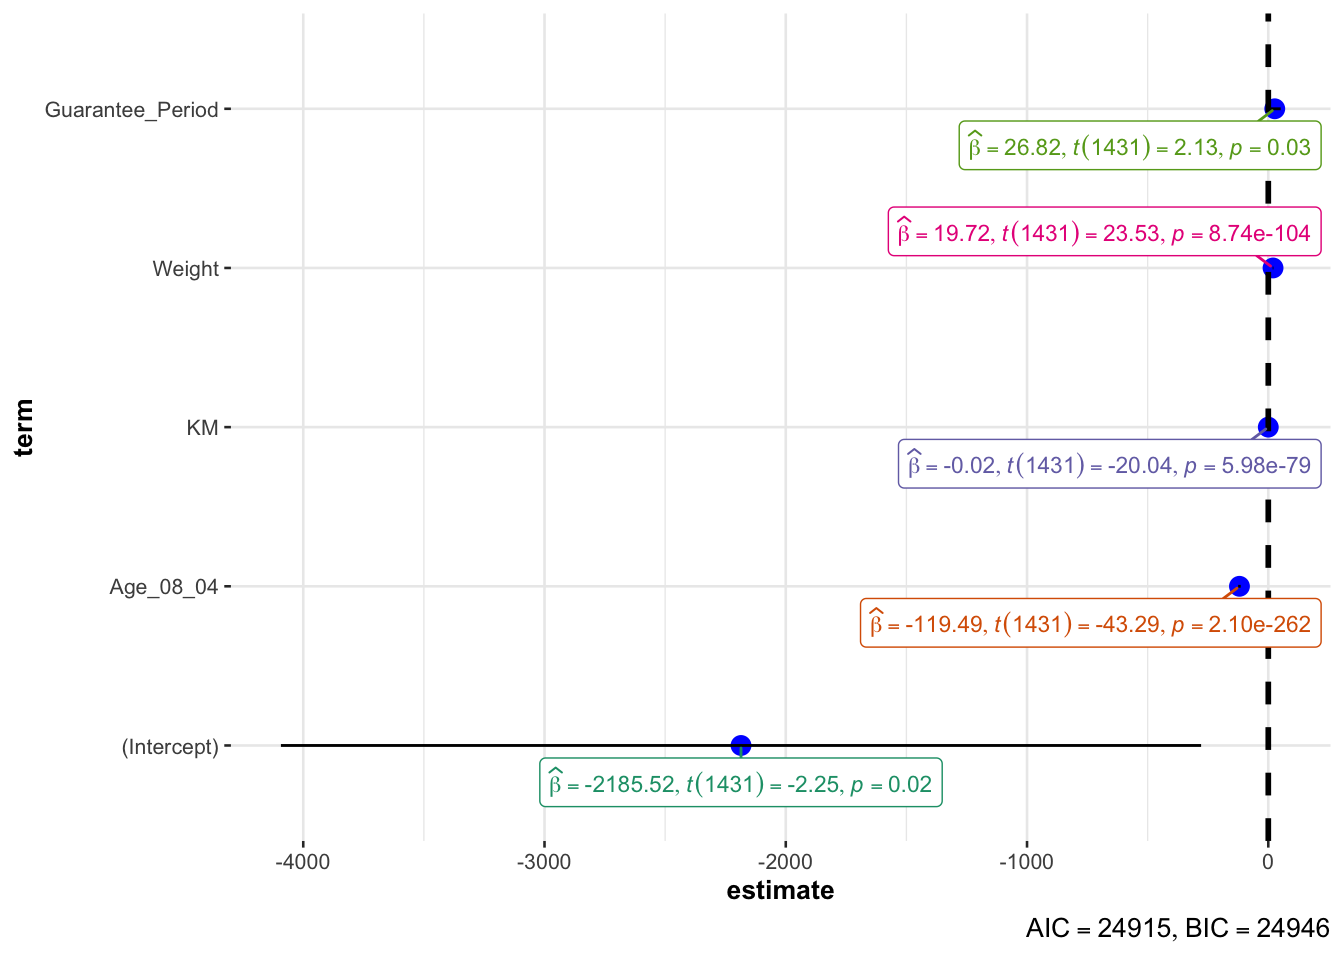 Guarantee_Period
β̂ = 26.82, t(1431) = 2.13, p = 0.03
β̂ = 19.72, t(1431) = 23.53, p = 8.74e-104
Weight
term
KM
β̂ = -0.02, t(1431) = -20.04, p = 5.98e-79
Age_08_04
β̂ = -119.49, t(1431) = -43.29, p = 2.10e-262
(Intercept)
β̂ = -2185.52, t(1431) = -2.25, p = 0.02
-4000 -3000 -2000 -1000 0
estimate
AIC = 24915, BIC = 24946